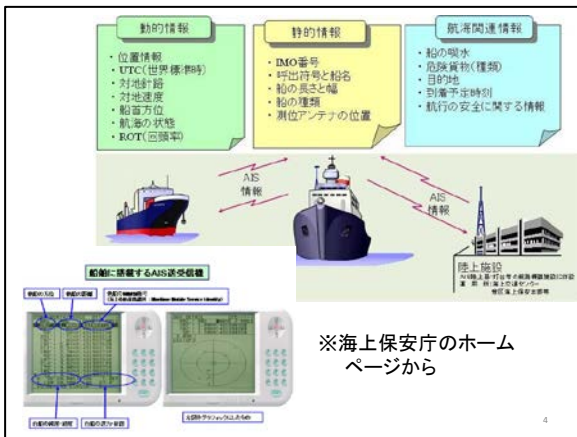 動的情報
・位置情報
・UTC(世界標準時)
・対地針路
・対地速度
・船首方位
・航海の状態
・ROT(回頭率)
静的情報
・IMO番号
・呼出符号と船名
・船の長さと幅
・船の種類
・測位アンテナの位置
航海関連情報
・船の喫水
・危険貨物(種類)
・目的地
・到着予定時刻
・航行の安全に関する情報
AIS
情報
AIS
情報
陸上施設
船舶に搭載するAIS送受信機
※海上保安庁のホーム
ページから
4